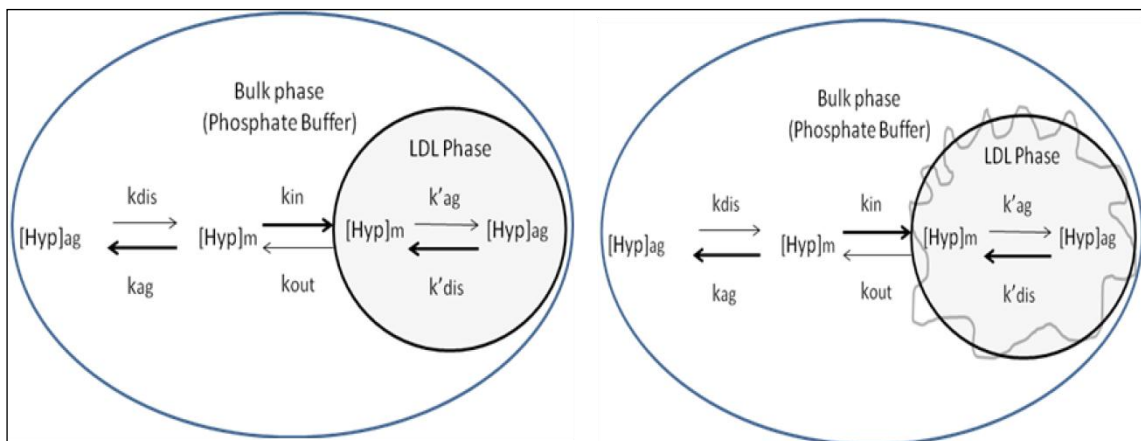 Bulk phase
(Phosphate Buffer)
LDL Phase
kdis
kin
k'ag
[Hyp]ag
[Hyp]m
[Hyp]m
[Hyp]ag
kag
kout
k'dis
Bulk phase
(Phosphate Buffer)
LDL Phase
kdis
kin
k'ag
[Hyp]ag
[Hyp]m
[Hyp]m
[Hyp]ag
kag
kout
k'dis